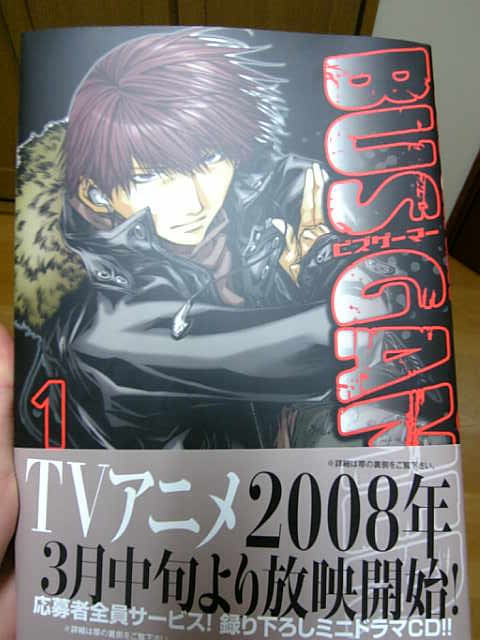 BUS GAM
ビズゲーマー
1
※詳細は帯の裏側をご覧下さい。
TVアニメ2008年
3月中旬より放映開始!
応募者全員サービス! 録り下ろしミニドラマCD!!
※詳細は帯の裏側をご覧下さい。